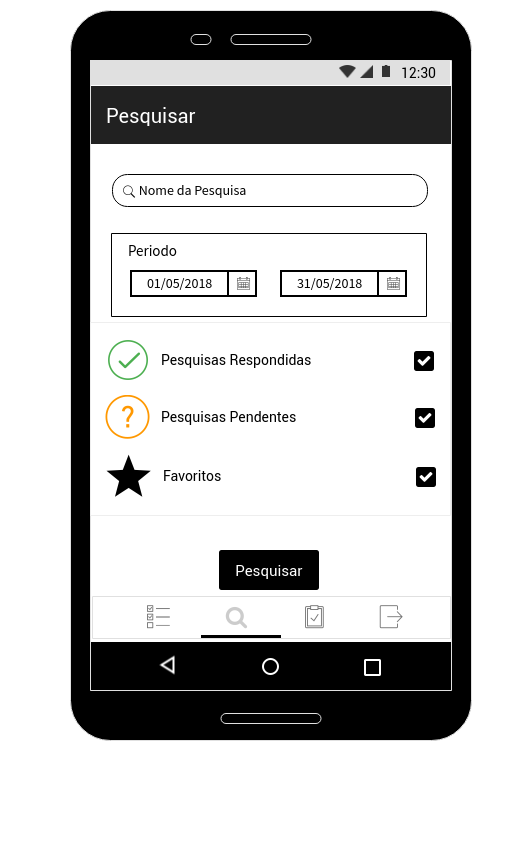 12:30
Pesquisar
Nome da Pesquisa
Periodo
01/05/2018 31/05/2018
Pesquisas Respondidas
?
Pesquisas Pendentes
Favoritos
Pesquisar